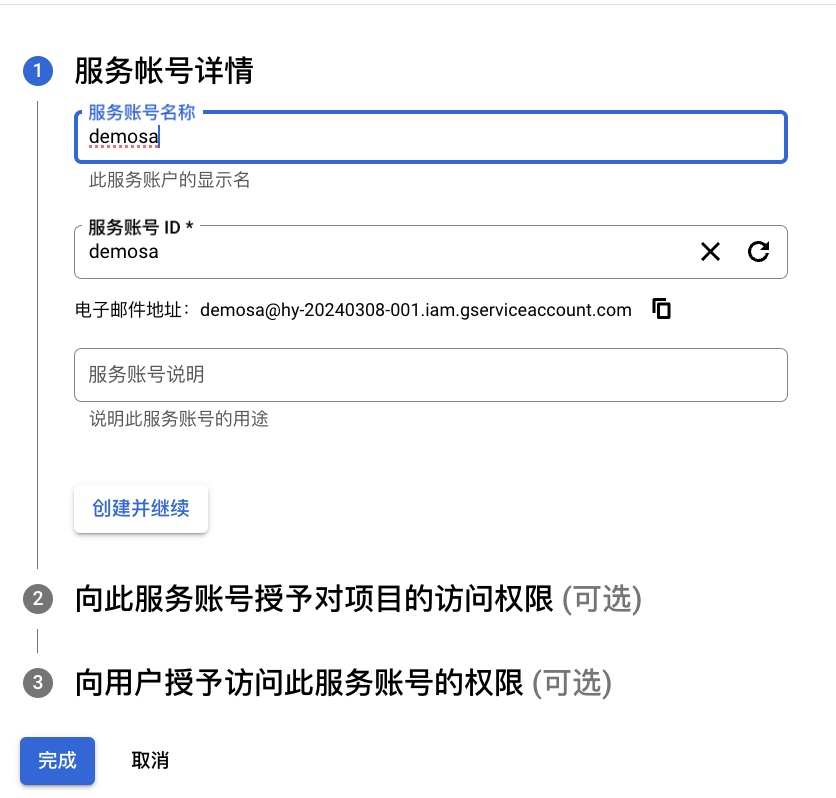 1 服务帐号详情
服务账号名称
demosa
此服务账户的显示名
服务账号 ID *
demosa
电子邮件地址：demosa@hy-20240308-001.iam.gserviceaccount.com
服务账号说明
说明此服务账号的用途
创建并继续
2 向此服务账号授予对项目的访问权限 (可选)
3 向用户授予访问此服务账号的权限 (可选)
完成 取消